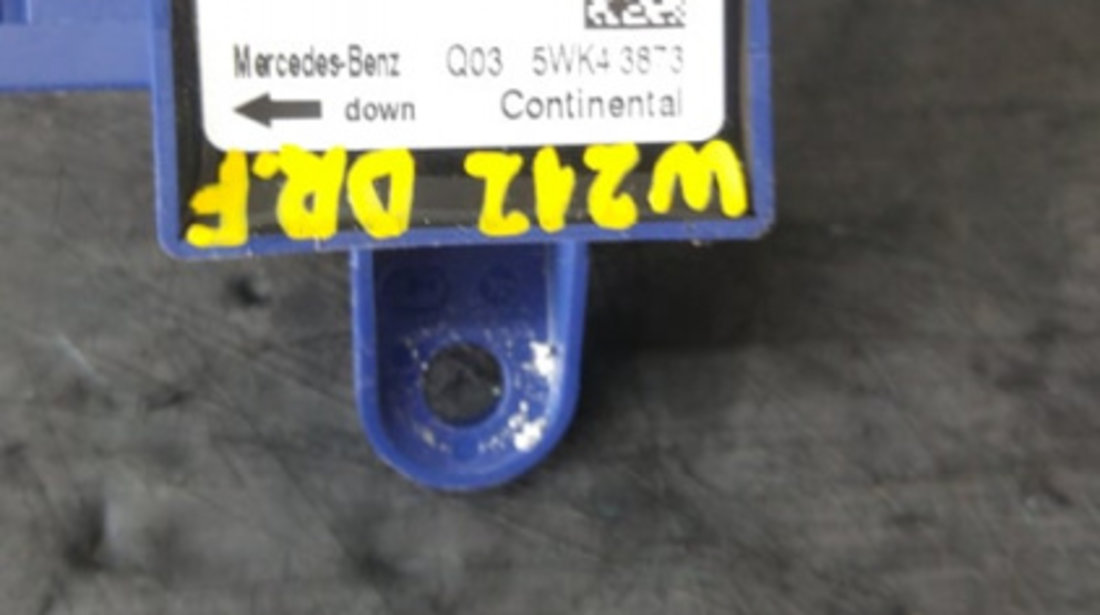 Mercedes-Benz Q03 5WK4 3873
down Continental
W212 DR.F